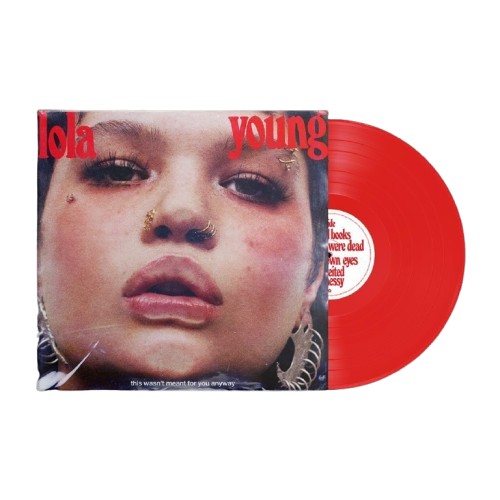 lola young
this wasn't meant for you anyway
books
were dead
eyes